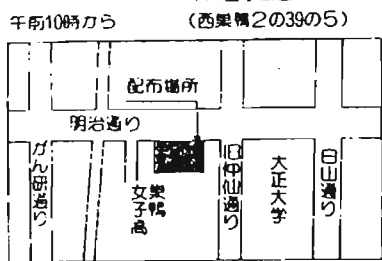 午前10時から
(西巣鴨2の39の5)
配布場所
明治通り
がん研通り
巣鴨
女子高
旧中仙道り
大正大学
白山通り